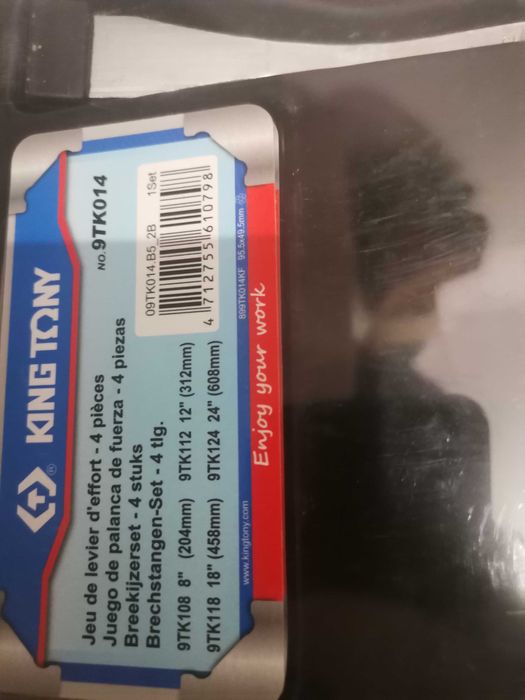 KING TONY
®
NO. 9TK014
Jeu de levier d'effort - 4 pièces
Juego de palanca de fuerza - 4 piezas
Breekijzerset - 4 stuks
Brechstangen-Set - 4 tlg.
9TK108 8" (204mm) 9TK112 12" (312mm)
9TK118 18" (458mm) 9TK124 24" (608mm)
09TK014.B5_2B 1Set
4 712755 610798
899TK014KF 95.5x49.5mm
www.kingtony.com
Enjoy your work